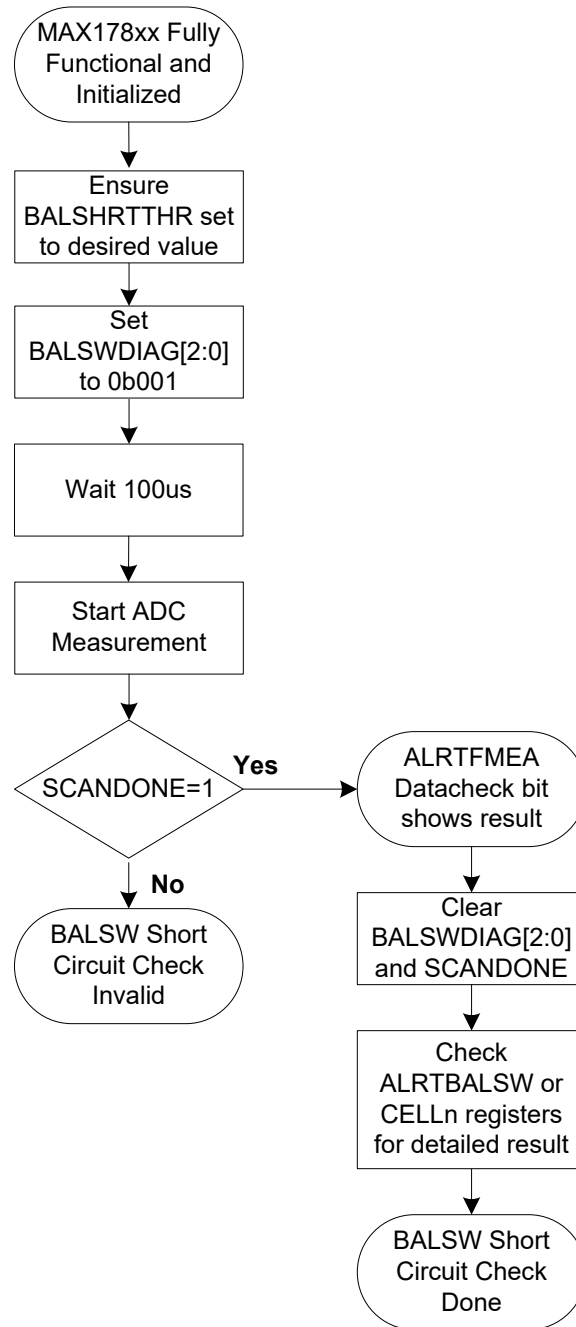 MAX178xx Fully
Functional and
Initialized
Ensure
BALSHRTTHR set
to desired value
Set
BALSWDIAG[2:0]
to 0b001
Wait 100us
Start ADC
Measurement
SCANDONE=1
Yes
No
BALSW Short
Circuit Check
Invalid
ALRTFMEA
Datacheck bit
shows result
Clear
BALSWDIAG[2:0]
and SCANDONE
Check
ALRTBALSW or
CELLn registers
for detailed result
BALSW Short
Circuit Check
Done